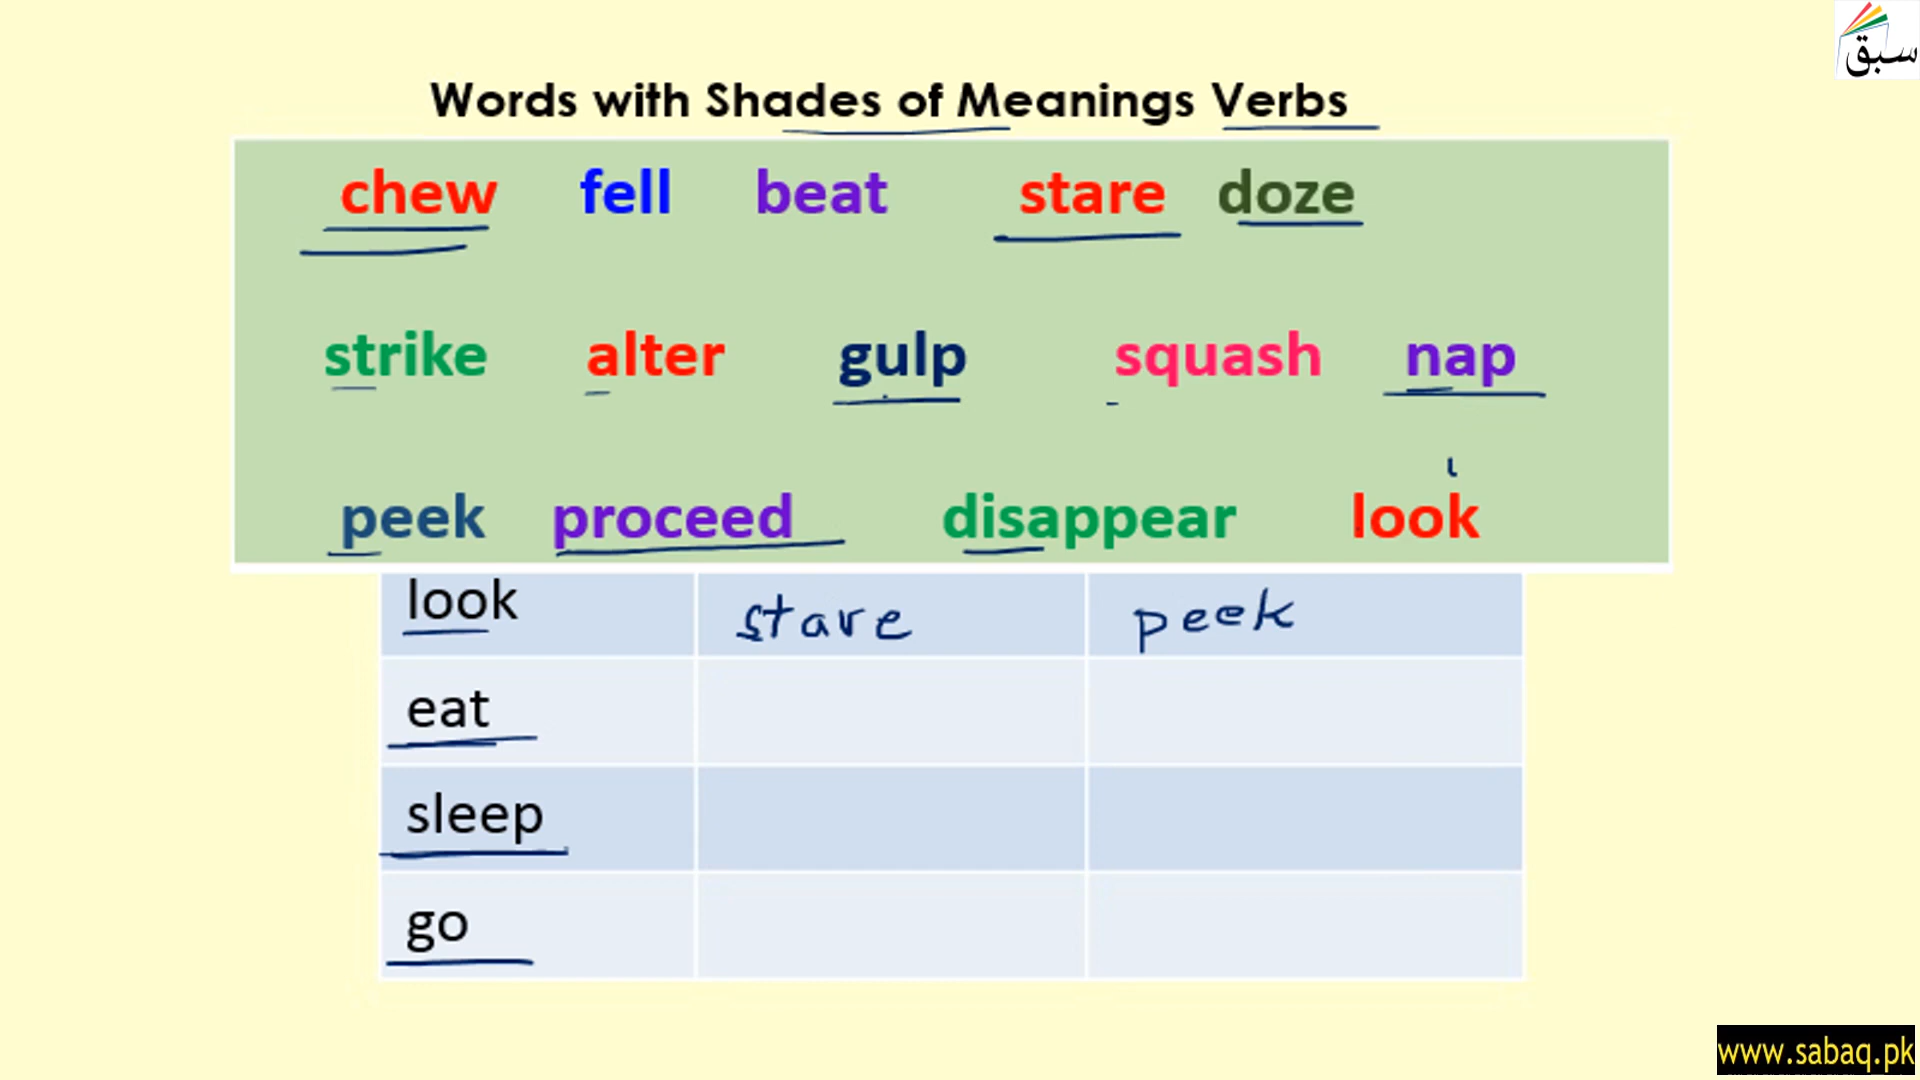 سبق
Words with Shades of Meanings Verbs
chew fell beat stare doze
strike alter gulp squash nap
peek proceed disappear look
look stare peek
eat
sleep
go
www.sabaq.pk